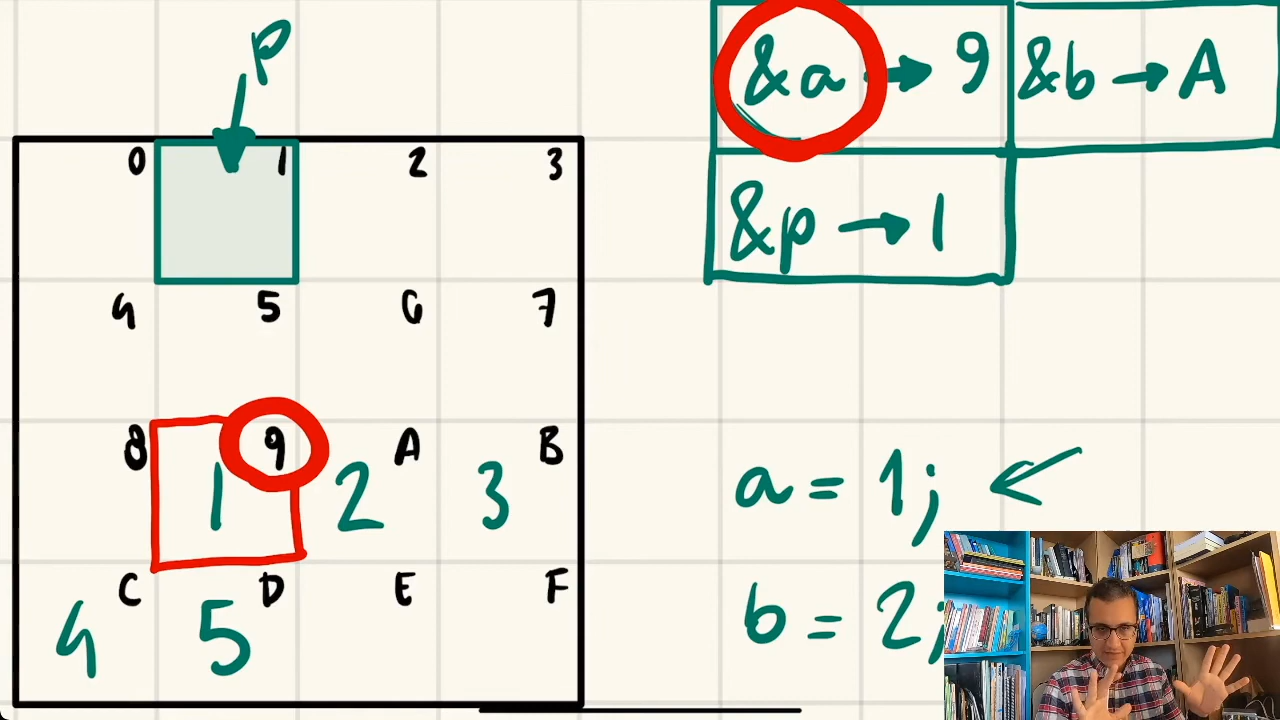 p
&a → 9 &b → A
&p → 1
0 1 2 3
4 5 6 7
8 9 A B
1 2 3
a = 1; ←
C D E F
4 5
b = 2;